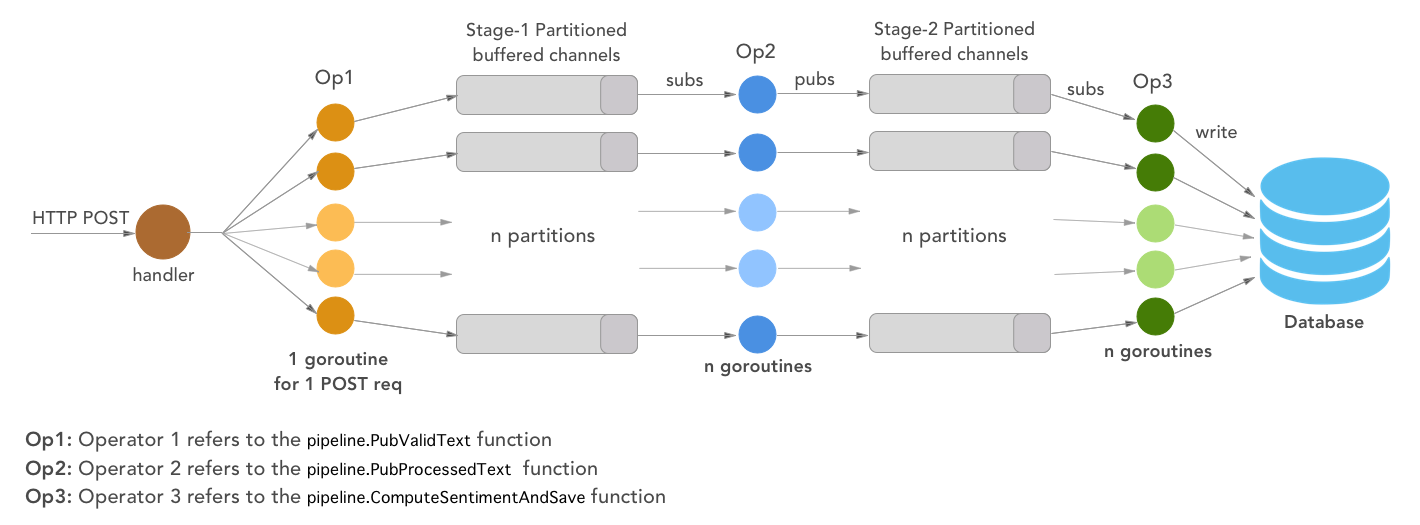 Stage-1 Partitioned
buffered channels
Stage-2 Partitioned
buffered channels
Op1
Op2
Op3
subs
pubs
subs
write
HTTP POST
handler
n partitions
n partitions
1 goroutine
for 1 POST req
n goroutines
n goroutines
Database
Op1: Operator 1 refers to the pipeline.PubValidText function
Op2: Operator 2 refers to the pipeline.PubProcessedText function
Op3: Operator 3 refers to the pipeline.ComputeSentimentAndSave function